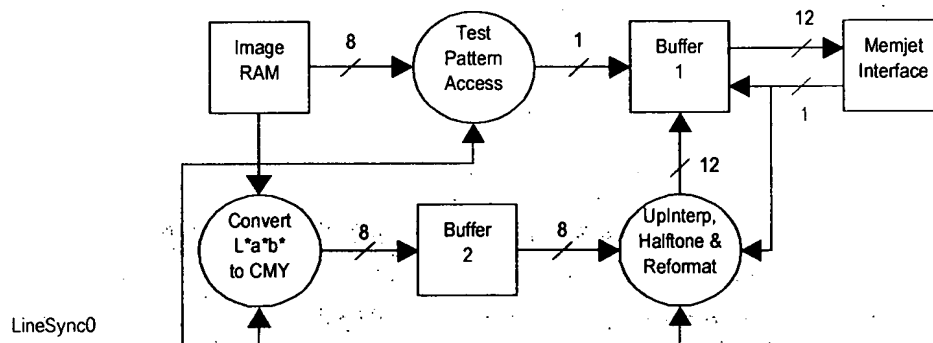 Image
RAM
8
Test
Pattern
Access
1
Buffer
1
12
Memjet
Interface
1
12
Convert
L*a*b*
to CMY
8
Buffer
2
8
UpInterp,
Halftone &
Reformat
LineSync0